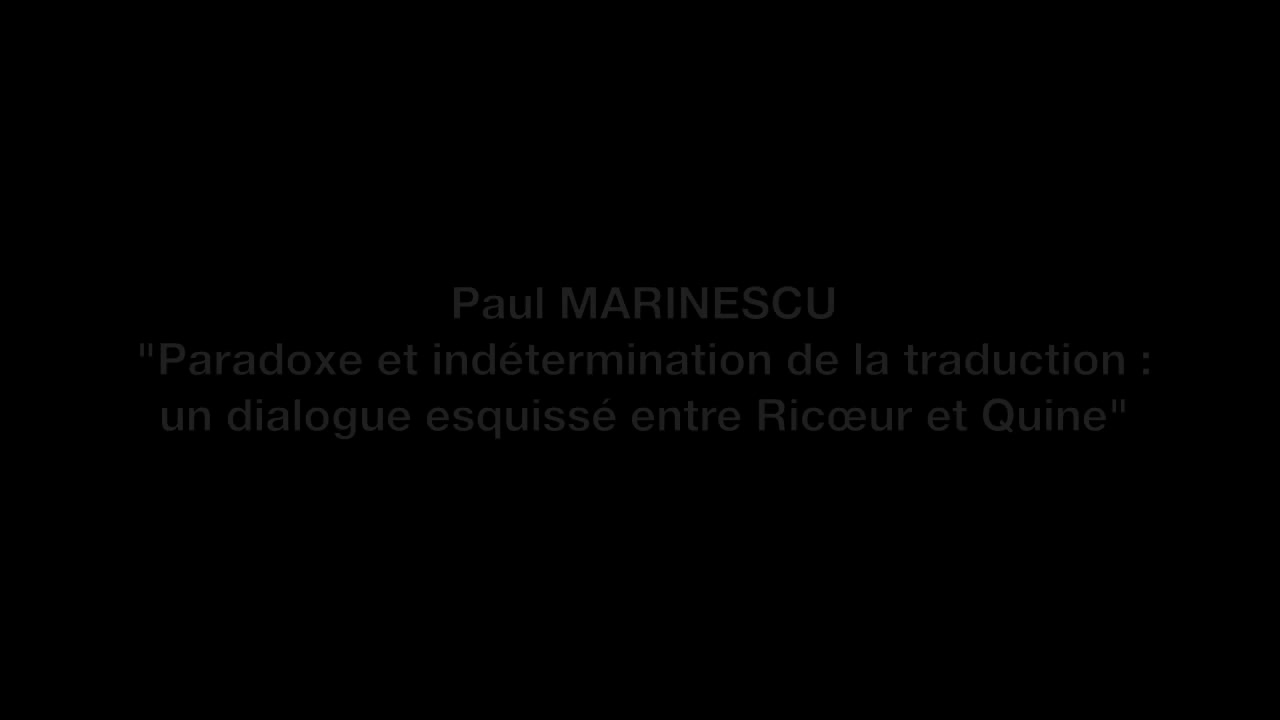 Paul MARINESCU
"Paradoxe et indétermination de la traduction :
un dialogue esquissé entre Ricœur et Quine"